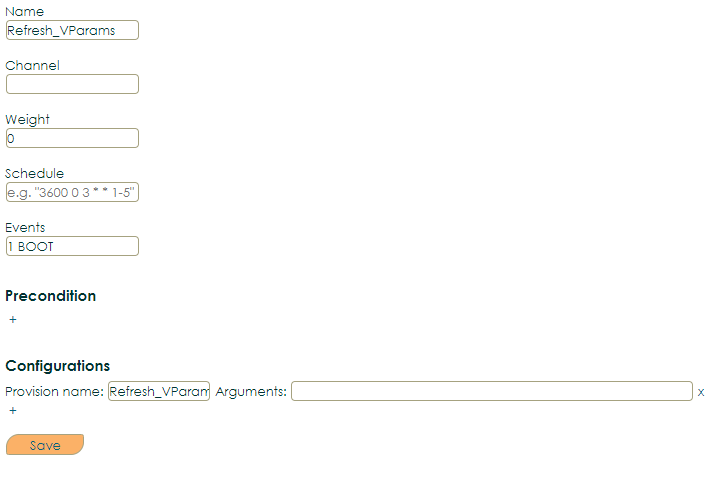 Name
Refresh_VParams
Channel
Weight
0
Schedule
e.g. "3600 0 3 * * 1-5"
Events
1 BOOT
Precondition
+
Configurations
Provision name: Refresh_VParam Arguments: x
+
Save